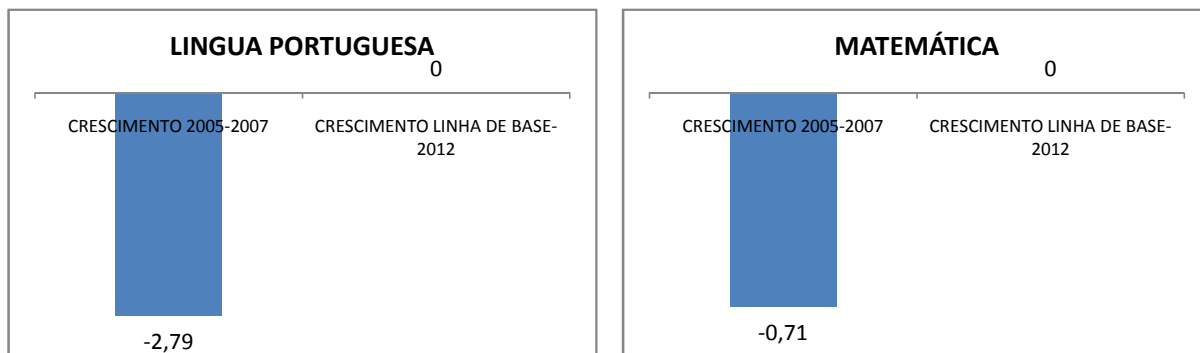 LINGUA PORTUGUESA
0
CRESCIMENTO 2005-2007
CRESCIMENTO LINHA DE BASE-
2012
-2,79
MATEMÁTICA
0
CRESCIMENTO 2005-2007
CRESCIMENTO LINHA DE BASE-
2012
-0,71